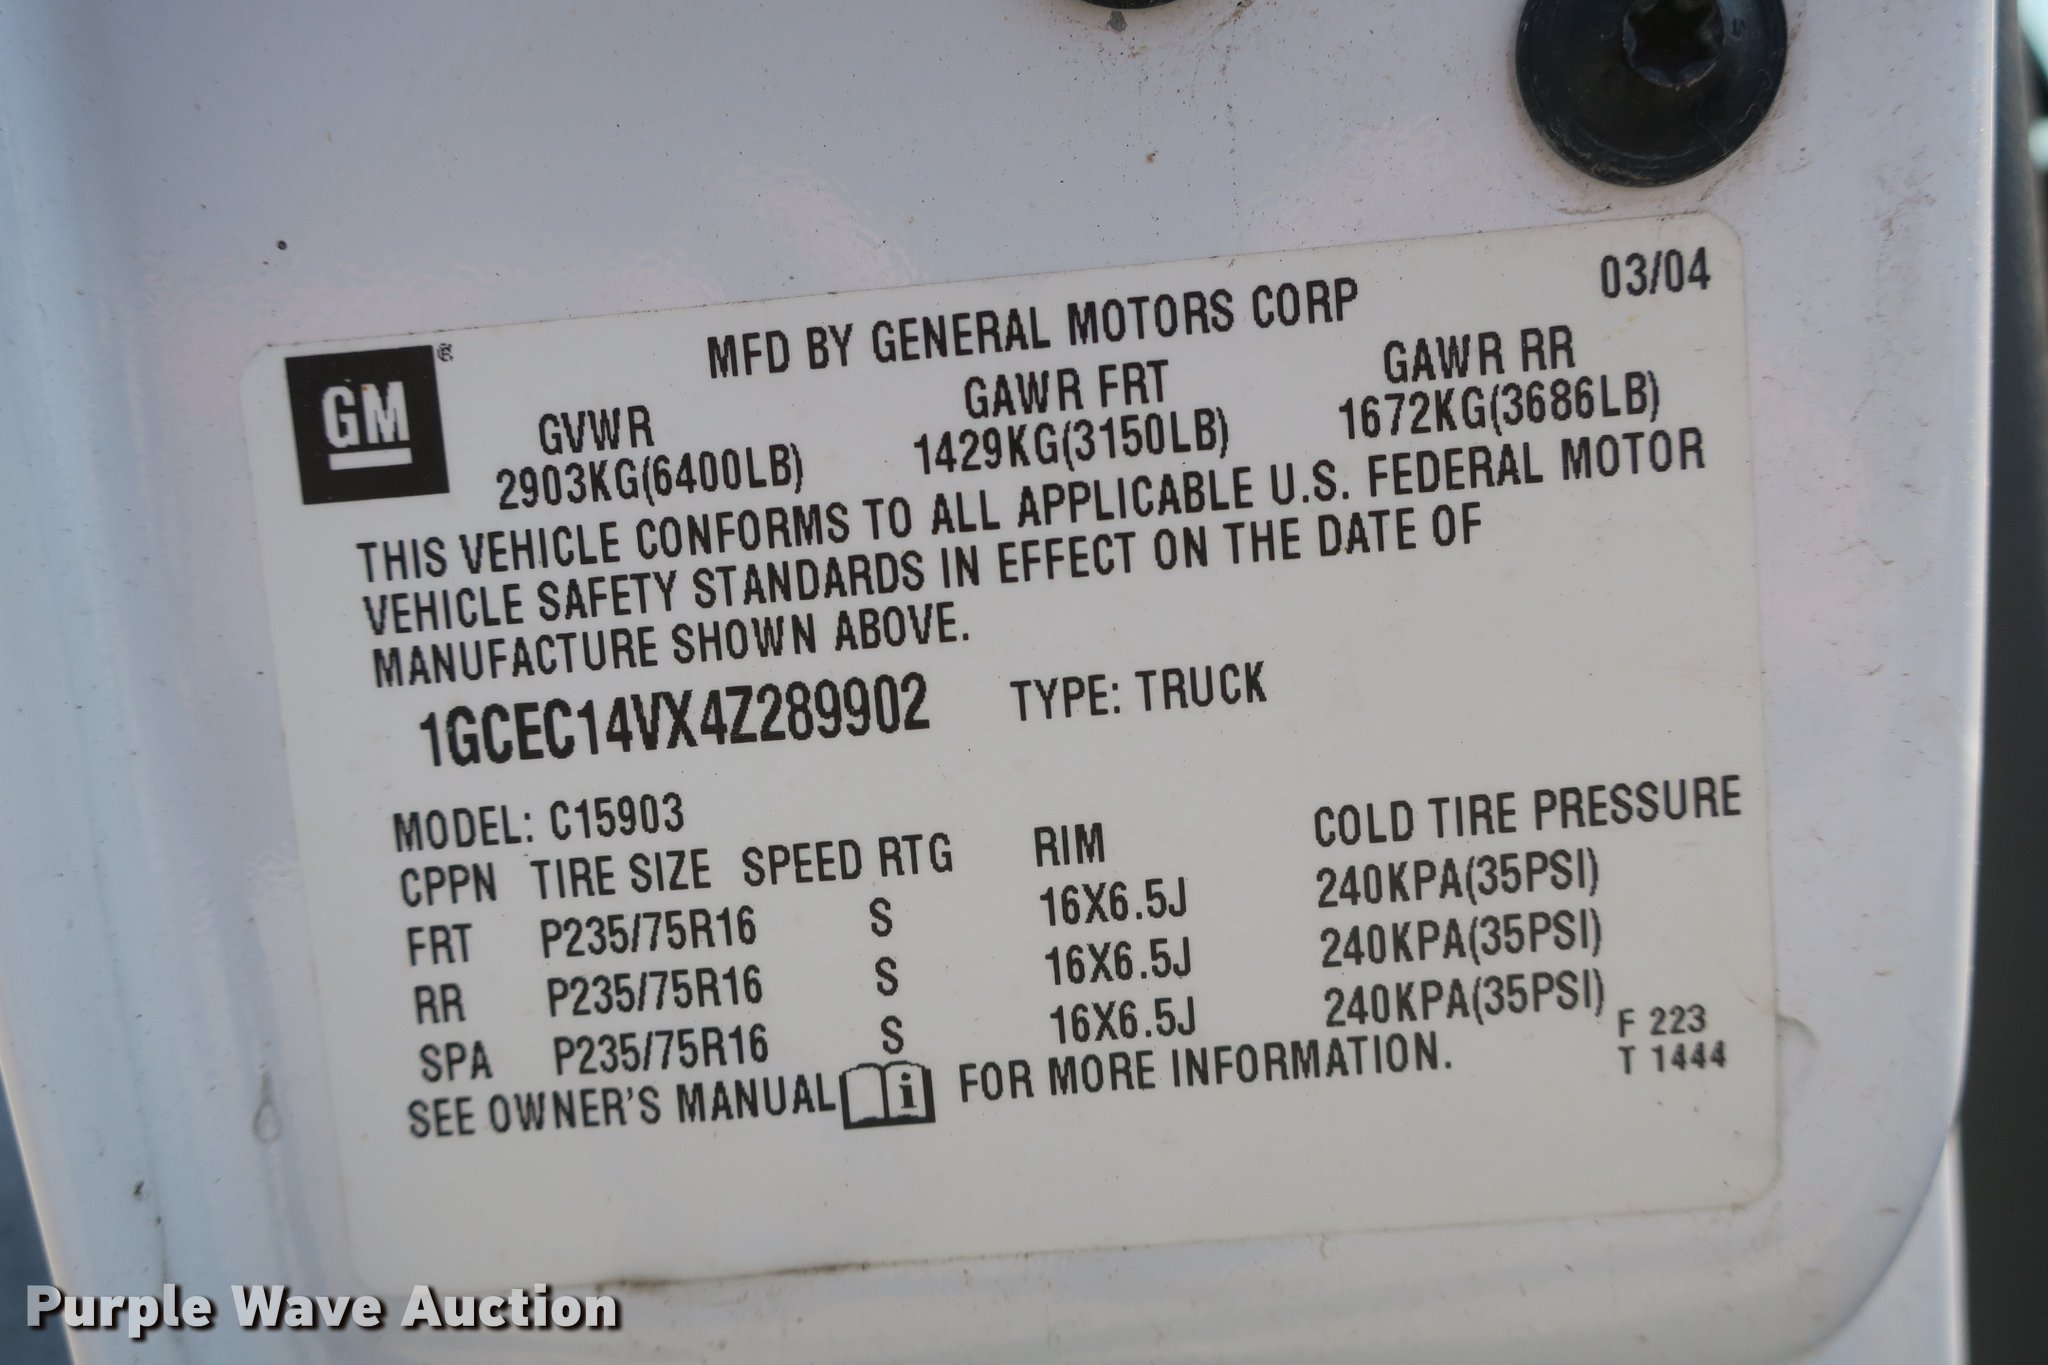 03/04
MFD BY GENERAL MOTORS CORP
GM
GVWR GAWR FRT GAWR RR
2903KG(6400LB) 1429KG(3150LB) 1672KG(3686LB)
THIS VEHICLE CONFORMS TO ALL APPLICABLE U.S. FEDERAL MOTOR
VEHICLE SAFETY STANDARDS IN EFFECT ON THE DATE OF
MANUFACTURE SHOWN ABOVE.
1GCEC14VX4Z289902 TYPE: TRUCK
MODEL: C15903
CPPN TIRE SIZE SPEED RTG RIM COLD TIRE PRESSURE
FRT P235/75R16 S 16X6.5J 240KPA(35PSI)
RR P235/75R16 S 16X6.5J 240KPA(35PSI)
SPA P235/75R16 S 16X6.5J 240KPA(35PSI)
SEE OWNER'S MANUAL i FOR MORE INFORMATION.
F 223
T 1444
Purple Wave Auction